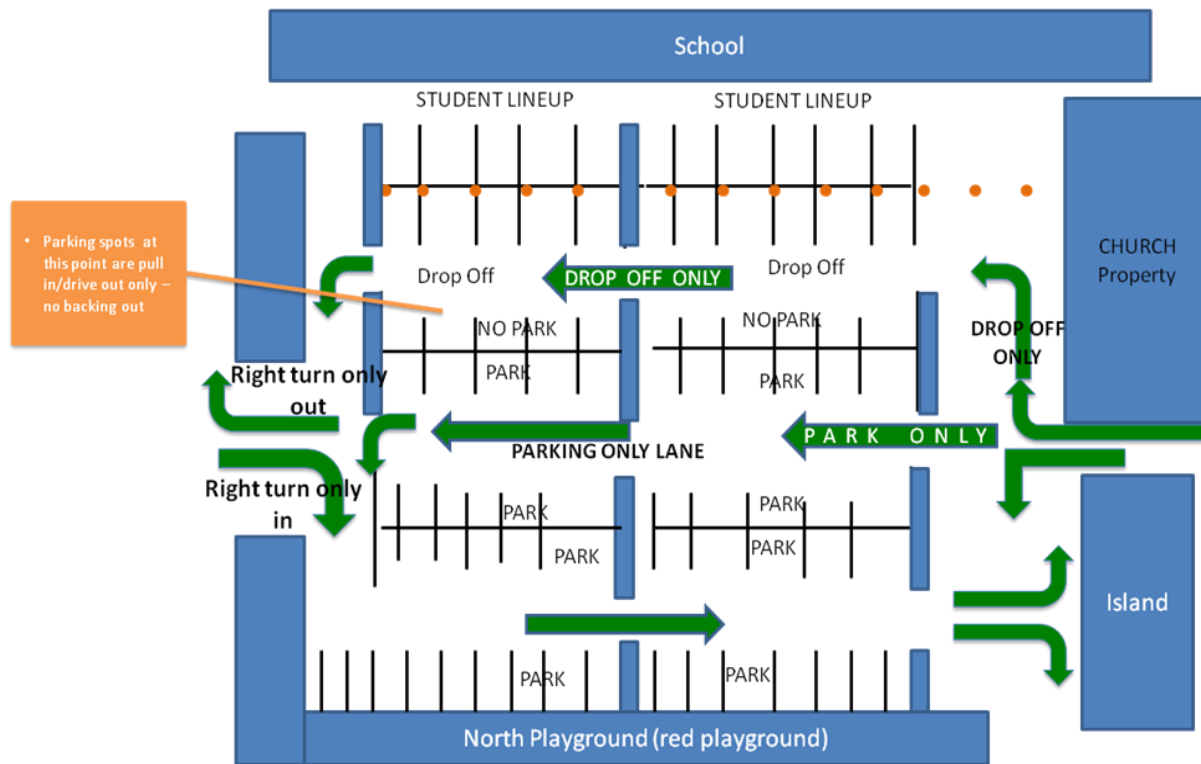 School
STUDENT LINEUP
STUDENT LINEUP
• Parking spots at
this point are pull
in/drive out only –
no backing out
CHURCH
Property
Drop Off
DROP OFF ONLY
Drop Off
NO PARK
NO PARK
DROP OFF
ONLY
PARK
PARK
Right turn only
out
PARK ONLY
PARKING ONLY LANE
Right turn only
in
PARK
PARK
PARK
PARK
Island
PARK
PARK
North Playground (red playground)